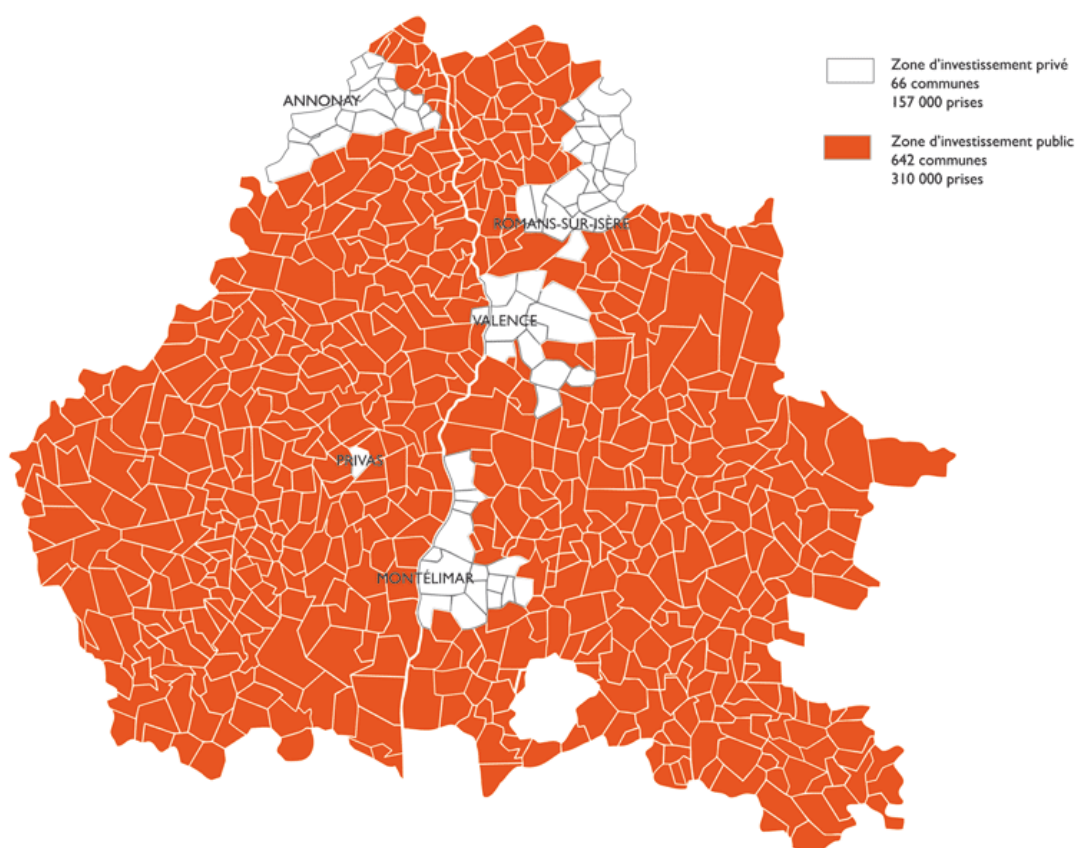 Zone d'investissement privé
66 communes
157 000 prises
Zone d'investissement public
642 communes
310 000 prises
ANNONAY
ROMANS-SUR-ISÈRE
VALENCE
PRIVAS
MONTÉLIMAR